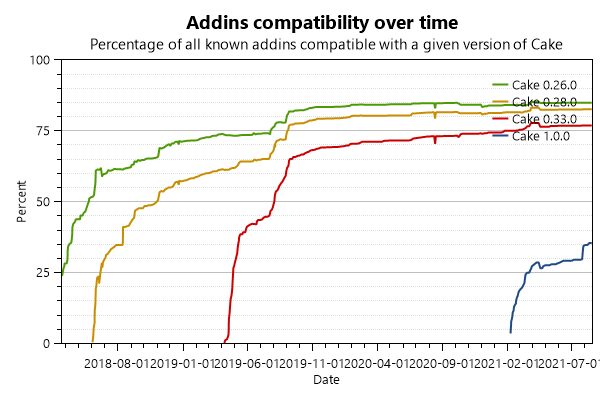 Addins compatibility over time
Percentage of all known addins compatible with a given version of Cake
100
75
50
25
0
Percent
Cake 0.26.0
Cake 0.28.0
Cake 0.33.0
Cake 1.0.0
2018-08-01 2019-01-01 2019-06-01 2019-11-01 2020-04-01 2020-09-01 2021-02-01 2021-07-01
Date